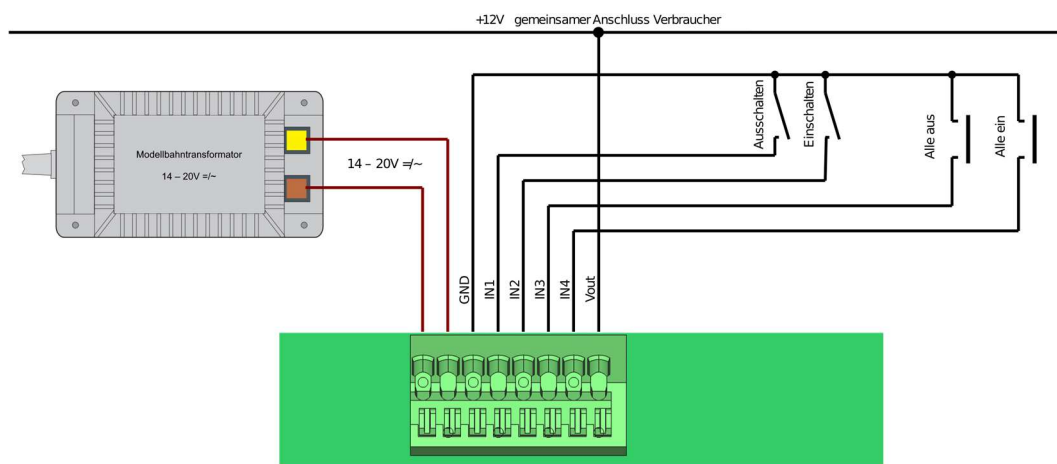 +12V gemeinsamer Anschluss Verbraucher
Modellbahntransformator
14 – 20V =/~
14 – 20V =/~
Ausschalten
Einschalten
Alle aus
Alle ein
GND
IN1
IN2
IN3
IN4
Vout